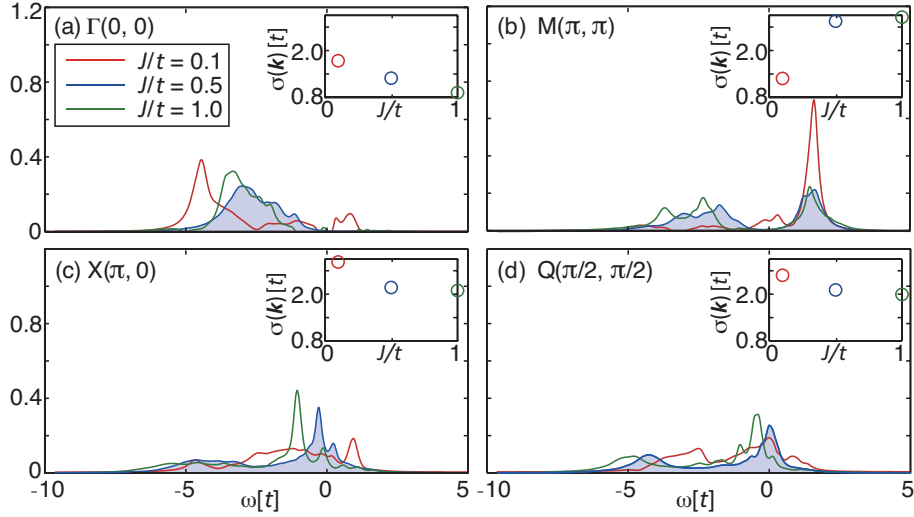 1.2
0.8
0.4
0
(a) Γ(0, 0)
J/t = 0.1
J/t = 0.5
J/t = 1.0
σ(k)[t]
2.0
0.8
0 J/t 1
(b) M(π, π)
σ(k)[t]
2.0
0.8
0 J/t 1
0.8
0.4
0
(c) X(π, 0)
σ(k)[t]
2.0
0.8
0 J/t 1
-10 -5 0 5
ω[t]
(d) Q(π/2, π/2)
σ(k)[t]
2.0
0.8
0 J/t 1
-10 -5 0 5
ω[t]